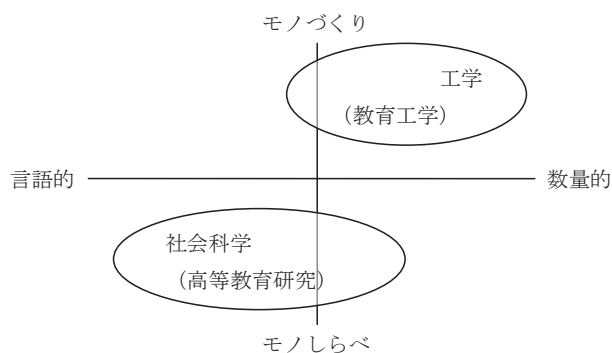 モノづくり
工学
（教育工学）
言語的
数量的
社会科学
（高等教育研究）
モノしらべ